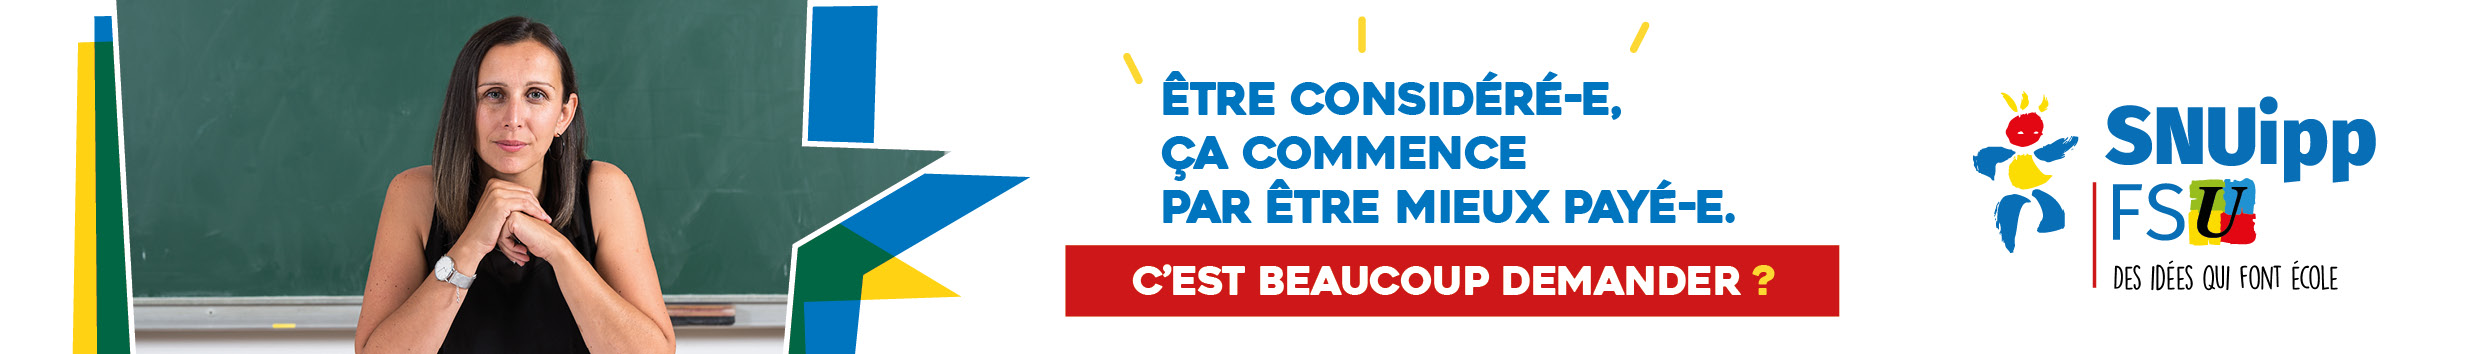 ÊTRE CONSIDÉRÉ-E,
ÇA COMMENCE
PAR ÊTRE MIEUX PAYÉ-E.
C'EST BEAUCOUP DEMANDER ?
SNUipp
FSU
DES IDÉES QUI FONT ÉCOLE